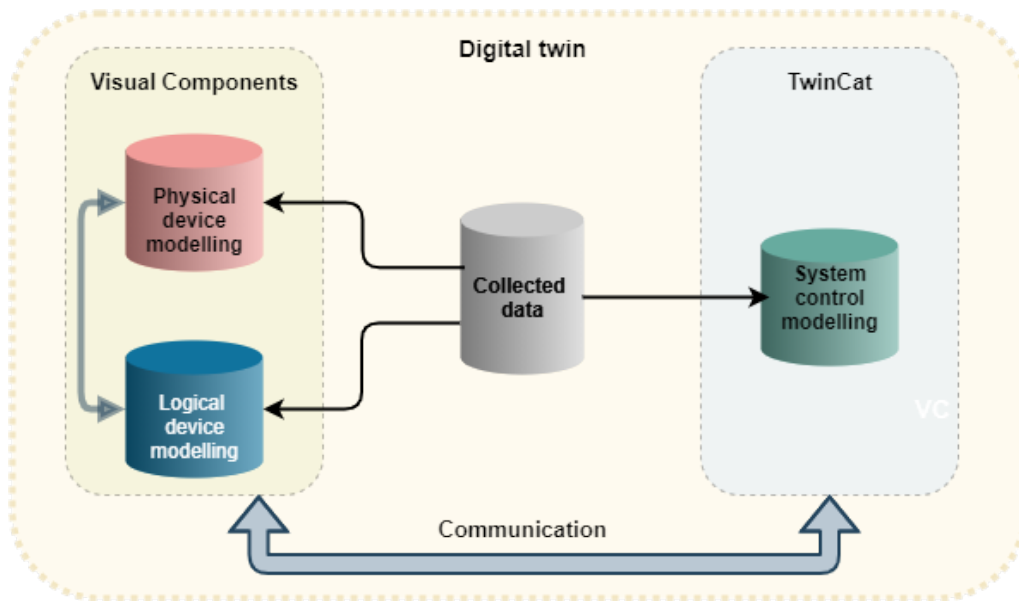 Digital twin
Visual Components
TwinCat
Physical
device
modelling
Collected
data
System
control
modelling
Logical
device
modelling
VC
Communication